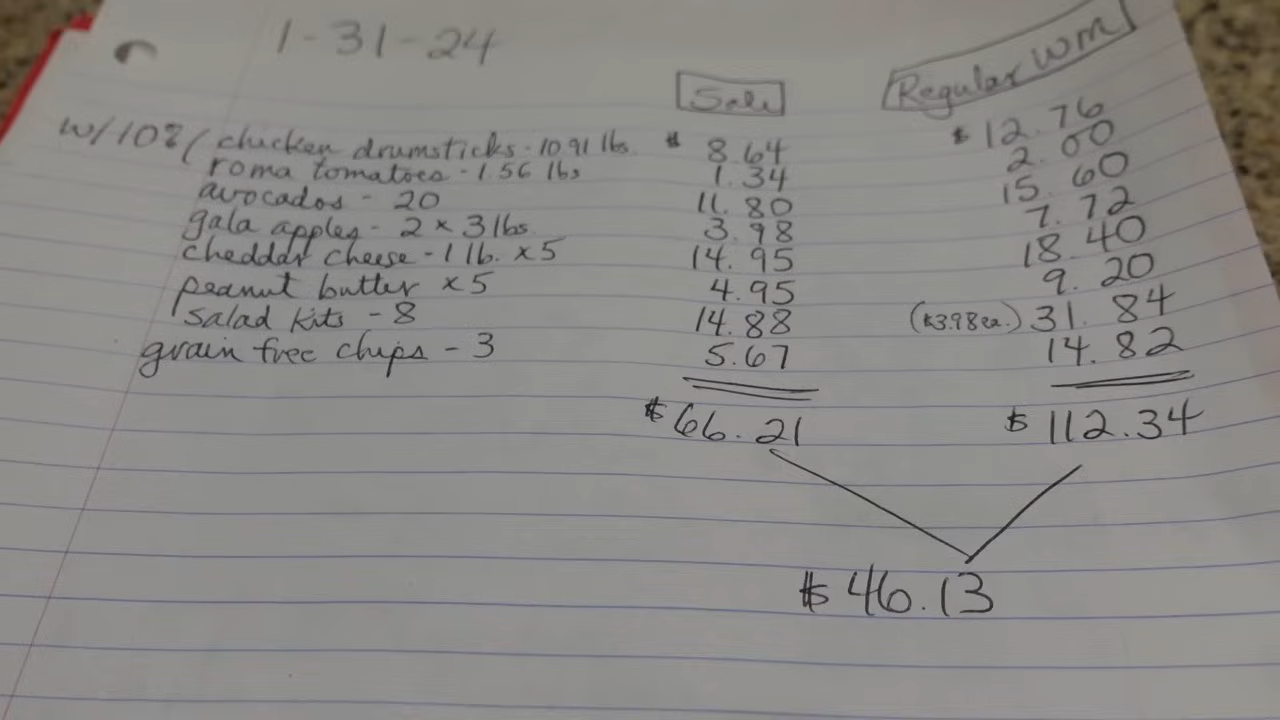 1-31-24
Sale Regular WM
w/10% chicken drumsticks - 10.91 lbs. $ 8.64 $ 12.76
roma tomatoes - 1.56 lbs 1.34 2.00
avocados - 20 11.80 15.60
gala apples - 2 x 3 lbs. 3.98 7.72
cheddar cheese - 1 lb. x 5 14.95 18.40
peanut butter x 5 4.95 9.20
salad kits - 8 14.88 ($3.98 ea.) 31.84
grain free chips - 3 5.67 14.82
$66.21 $112.34
$46.13